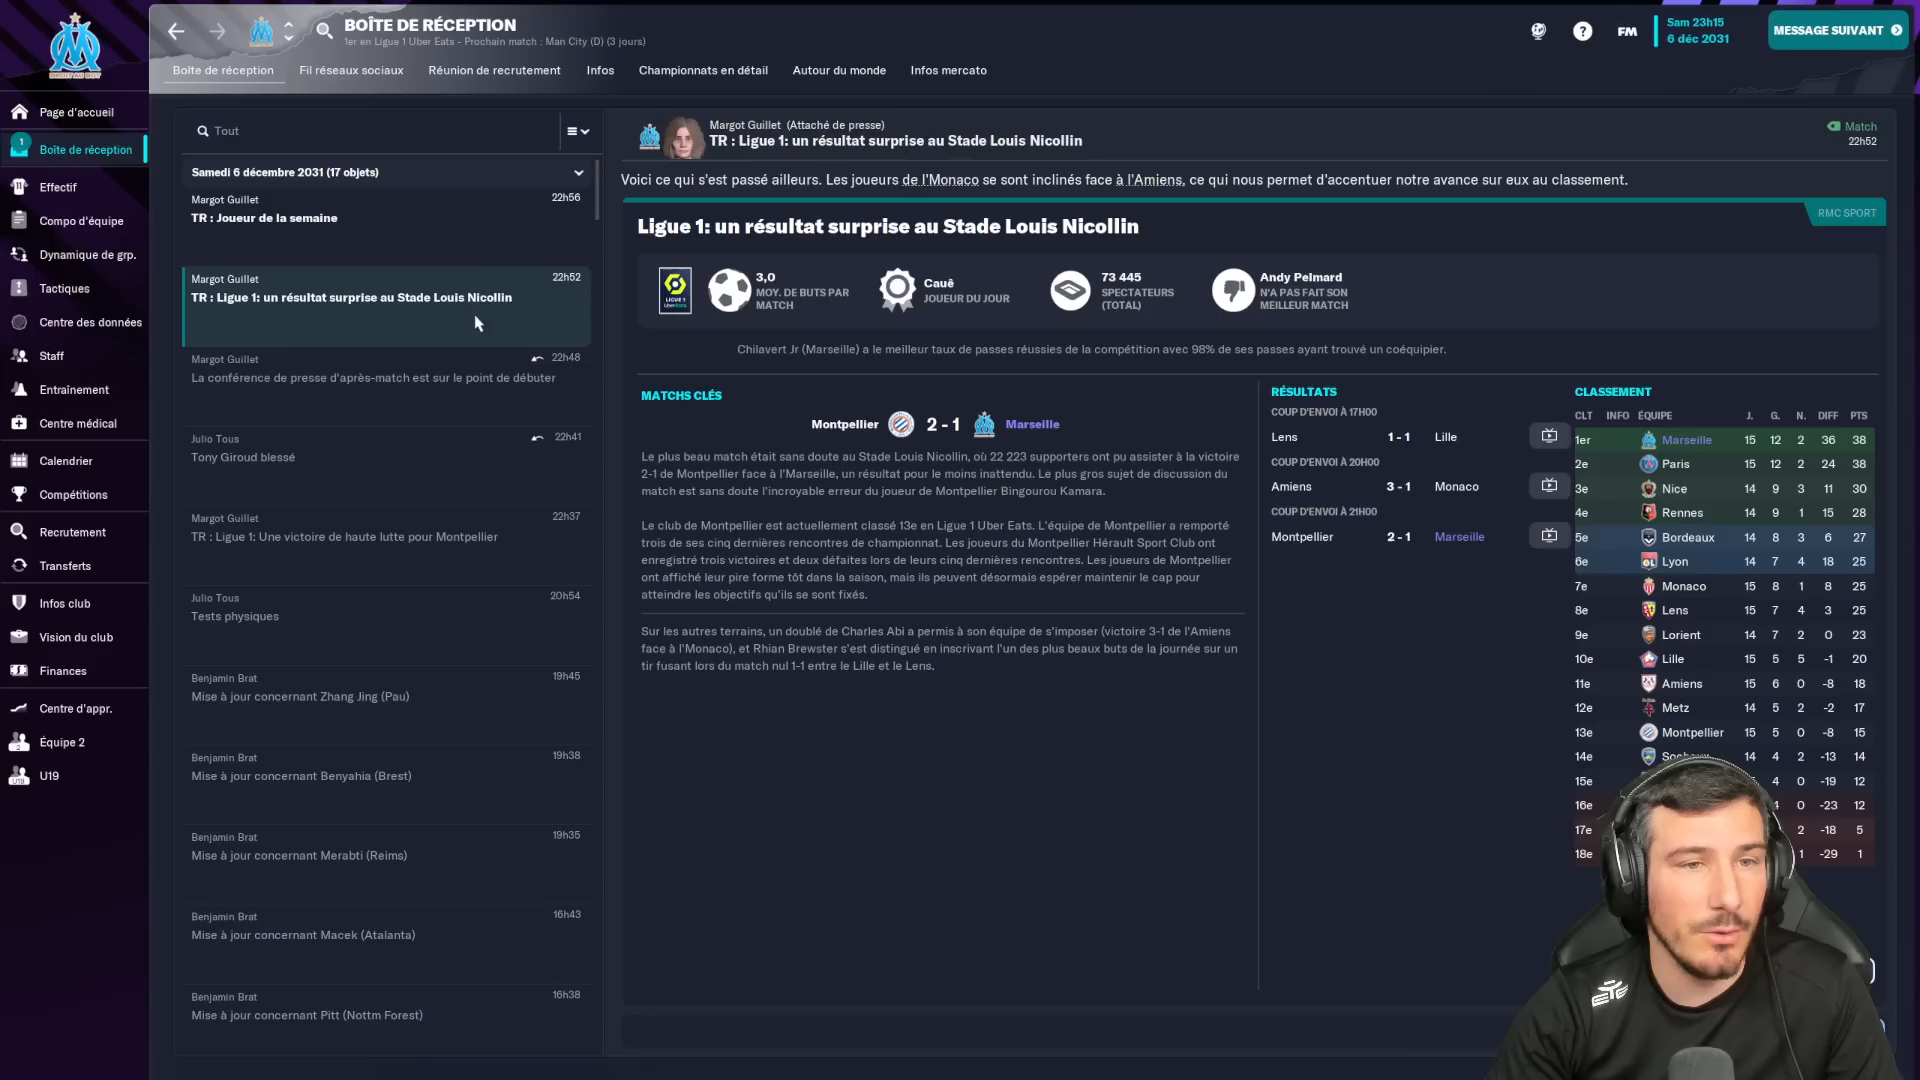 BOÎTE DE RÉCEPTION
1er en Ligue 1 Uber Eats - Prochain match : Man City (D) (3 jours)
FM
Sam 23h15
6 déc 2031
MESSAGE SUIVANT
Boîte de réception
Fil réseaux sociaux
Réunion de recrutement
Infos
Championnats en détail
Autour du monde
Infos mercato
Page d'accueil
1
Boîte de réception
Effectif
Compo d'équipe
Dynamique de grp.
Tactiques
Centre des données
Staff
Entraînement
Centre médical
Calendrier
Compétitions
Recrutement
Transferts
Infos club
Vision du club
Finances
Centre d'appr.
Équipe 2
U19
Tout
Samedi 6 décembre 2031 (17 objets)
Margot Guillet 22h56
TR : Joueur de la semaine
Margot Guillet 22h52
TR : Ligue 1: un résultat surprise au Stade Louis Nicollin
Margot Guillet 22h48
La conférence de presse d'après-match est sur le point de débuter
Julio Tous 22h41
Tony Giroud blessé
Margot Guillet 22h37
TR : Ligue 1: Une victoire de haute lutte pour Montpellier
Julio Tous 20h54
Tests physiques
Benjamin Brat 19h45
Mise à jour concernant Zhang Jing (Pau)
Benjamin Brat 19h38
Mise à jour concernant Benyahia (Brest)
Benjamin Brat 19h35
Mise à jour concernant Merabti (Reims)
Benjamin Brat 16h43
Mise à jour concernant Macek (Atalanta)
Benjamin Brat 16h38
Mise à jour concernant Pitt (Nottm Forest)
Margot Guillet (Attaché de presse)
TR : Ligue 1: un résultat surprise au Stade Louis Nicollin
Match
22h52
Voici ce qui s'est passé ailleurs. Les joueurs de l'Monaco se sont inclinés face à l'Amiens, ce qui nous permet d'accentuer notre avance sur eux au classement.
RMC SPORT
Ligue 1: un résultat surprise au Stade Louis Nicollin
3,0
MOY. DE BUTS PAR
MATCH
Cauê
JOUEUR DU JOUR
73 445
SPECTATEURS
(TOTAL)
Andy Pelmard
N'A PAS FAIT SON
MEILLEUR MATCH
Chilavert Jr (Marseille) a le meilleur taux de passes réussies de la compétition avec 98% de ses passes ayant trouvé un coéquipier.
MATCHS CLÉS
Montpellier 2 - 1 Marseille
Le plus beau match était sans doute au Stade Louis Nicollin, où 22 223 supporters ont pu assister à la victoire
2-1 de Montpellier face à l'Marseille, un résultat pour le moins inattendu. Le plus gros sujet de discussion du
match est sans doute l'incroyable erreur du joueur de Montpellier Bingourou Kamara.
Le club de Montpellier est actuellement classé 13e en Ligue 1 Uber Eats. L'équipe de Montpellier a remporté
trois de ses cinq dernières rencontres de championnat. Les joueurs du Montpellier Hérault Sport Club ont
enregistré trois victoires et deux défaites lors de leurs cinq dernières rencontres. Les joueurs de Montpellier
ont affiché leur pire forme tôt dans la saison, mais ils peuvent désormais espérer maintenir le cap pour
atteindre les objectifs qu'ils se sont fixés.
Sur les autres terrains, un doublé de Charles Abi a permis à son équipe de s'imposer (victoire 3-1 de l'Amiens
face à l'Monaco), et Rhian Brewster s'est distingué en inscrivant l'un des plus beaux buts de la journée sur un
tir fusant lors du match nul 1-1 entre le Lille et le Lens.
RÉSULTATS
COUP D'ENVOI À 17H00
Lens 1 - 1 Lille
COUP D'ENVOI À 20H00
Amiens 3 - 1 Monaco
COUP D'ENVOI À 21H00
Montpellier 2 - 1 Marseille
CLASSEMENT
CLT INFO ÉQUIPE J. G. N. DIFF PTS
1er Marseille 15 12 2 36 38
2e Paris 15 12 2 24 38
3e Nice 14 9 3 11 30
4e Rennes 14 9 1 15 28
5e Bordeaux 14 8 3 6 27
6e Lyon 14 7 4 18 25
7e Monaco 15 8 1 8 25
8e Lens 15 7 4 3 25
9e Lorient 14 7 2 0 23
10e Lille 15 5 5 -1 20
11e Amiens 15 6 0 -8 18
12e Metz 14 5 2 -2 17
13e Montpellier 15 5 0 -8 15
14e 14 4 2 -13 14
15e 4 0 -19 12
16e 0 -23 12
17e 2 -18 5
18e 1 -29 1